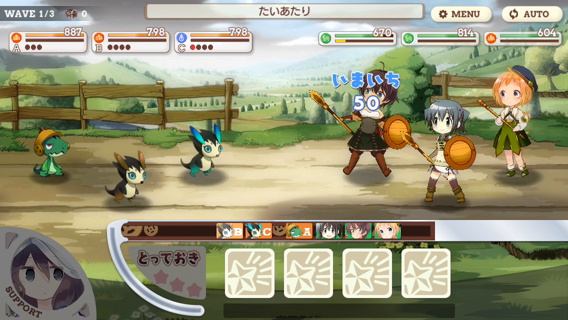 WAVE 1/3 0
たいあたり
MENU
AUTO
887
798
798
670
814
604
A
B
C
いまいち
50
B
C
A
とっておき
SUPPORT